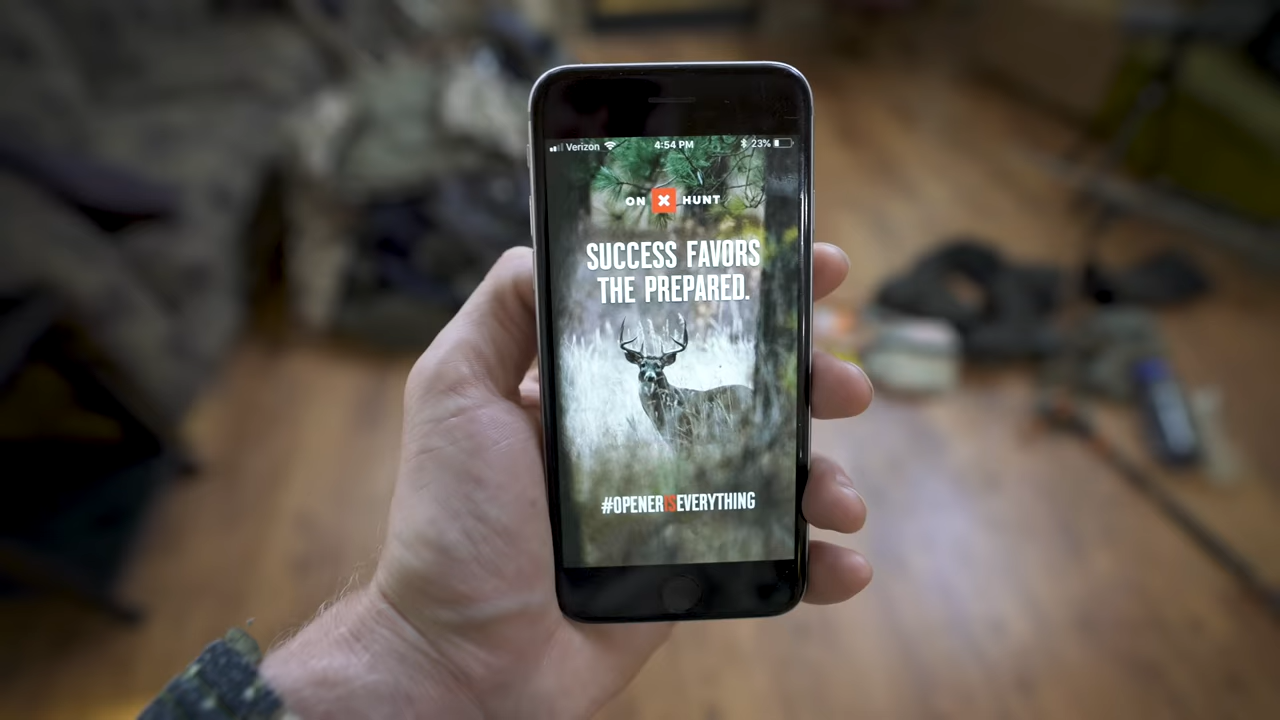 Verizon 4:54 PM 23%
ON X HUNT
SUCCESS FAVORS
THE PREPARED.
#OPENERISEVERYTHING